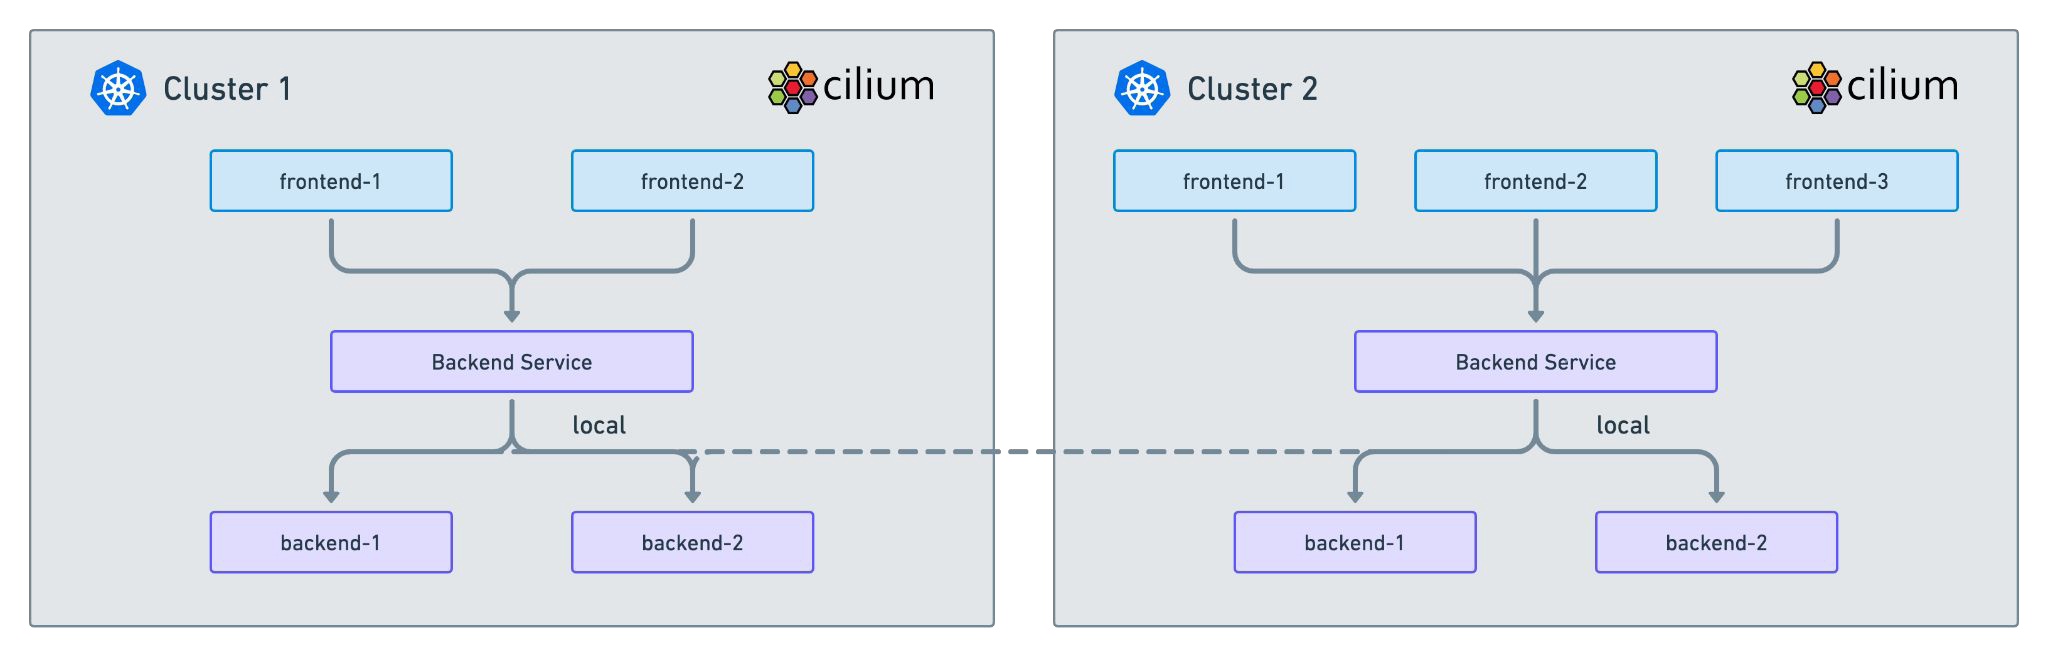 Cluster 1
cilium
frontend-1
frontend-2
Backend Service
local
backend-1
backend-2
Cluster 2
cilium
frontend-1
frontend-2
frontend-3
Backend Service
local
backend-1
backend-2